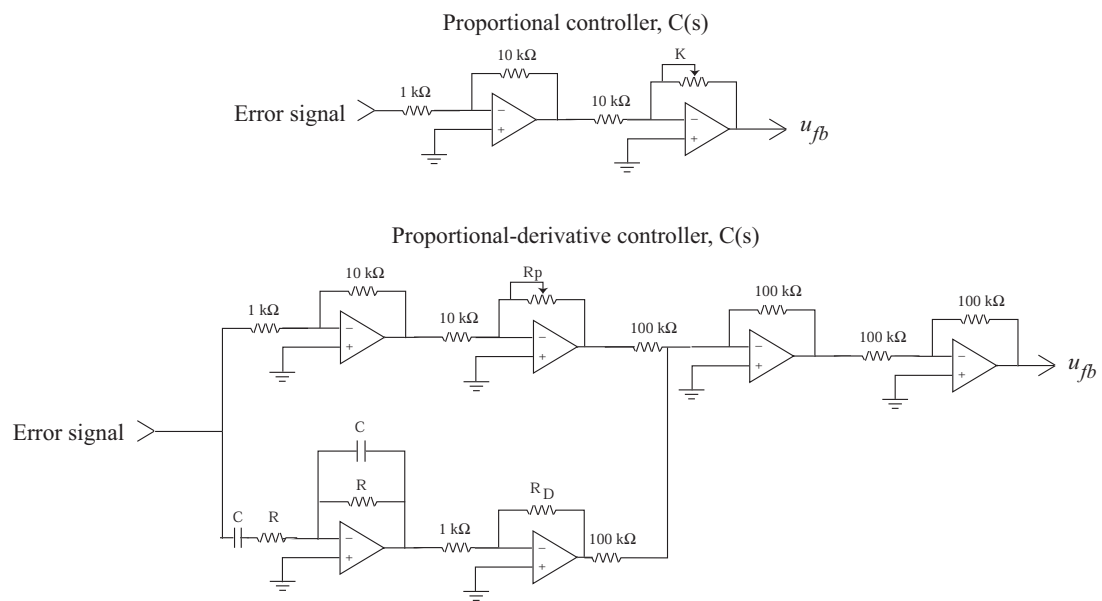 Proportional controller, C(s)
10 kΩ
K
1 kΩ
10 kΩ
Error signal
−
+
−
+
u_fb
Proportional-derivative controller, C(s)
10 kΩ
Rp
100 kΩ
100 kΩ
1 kΩ
10 kΩ
100 kΩ
100 kΩ
−
+
−
+
−
+
−
+
u_fb
Error signal
C
R
R_D
C
R
1 kΩ
100 kΩ
−
+
−
+